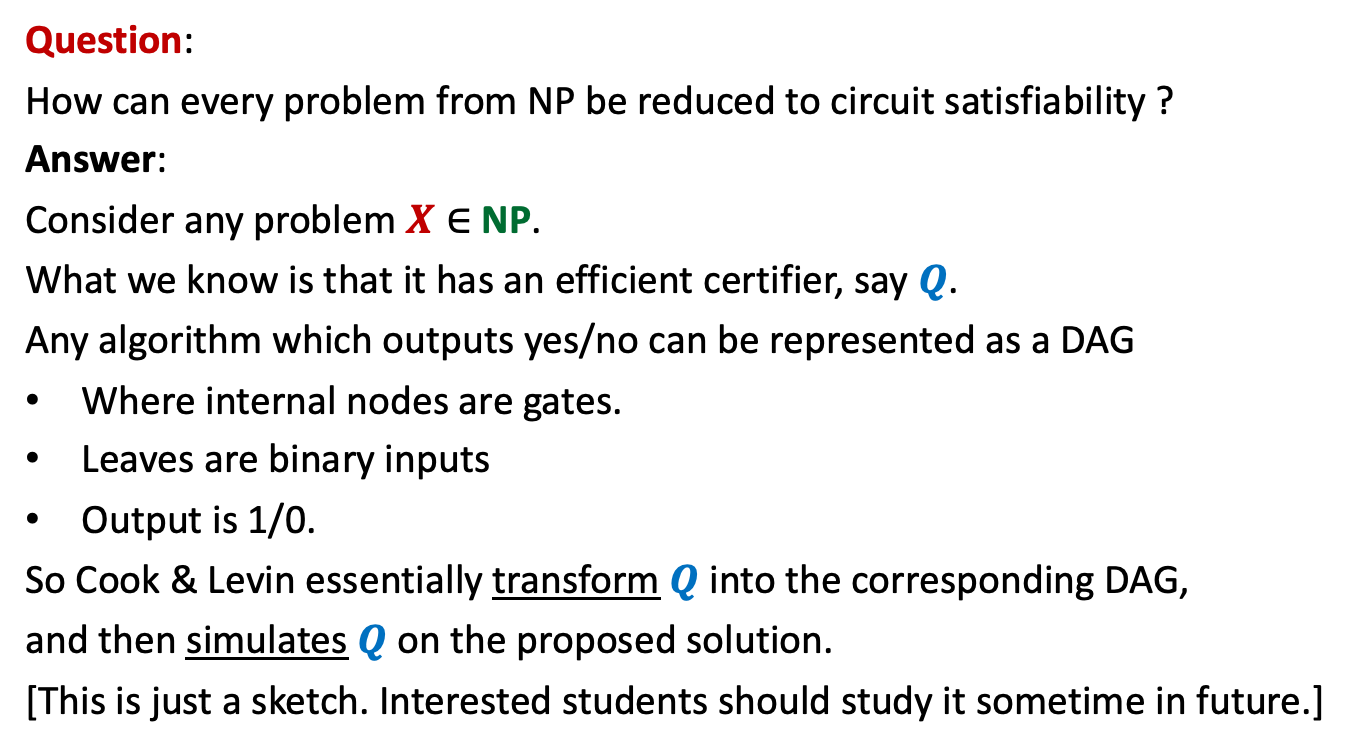 Question:
How can every problem from NP be reduced to circuit satisfiability ?
Answer:
Consider any problem X ∈ NP.
What we know is that it has an efficient certifier, say Q.
Any algorithm which outputs yes/no can be represented as a DAG
• Where internal nodes are gates.
• Leaves are binary inputs
• Output is 1/0.
So Cook & Levin essentially transform Q into the corresponding DAG,
and then simulates Q on the proposed solution.
[This is just a sketch. Interested students should study it sometime in future.]